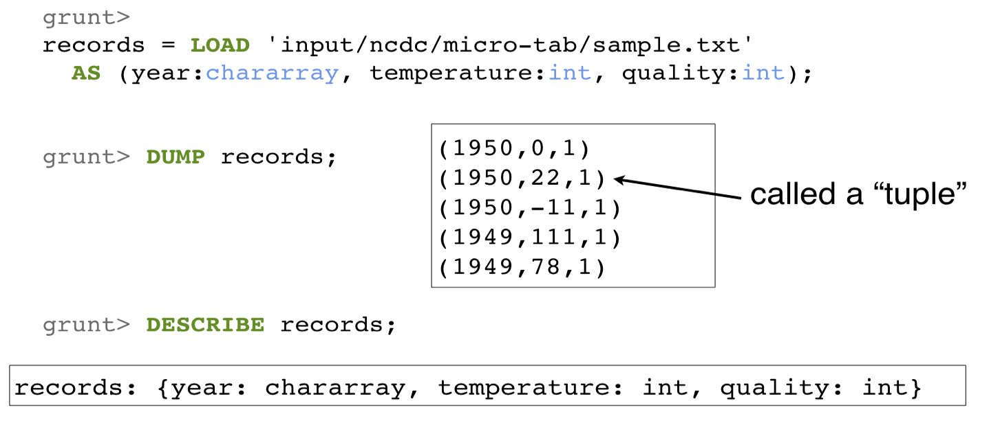 grunt>
records = LOAD 'input/ncdc/micro-tab/sample.txt'
AS (year:chararray, temperature:int, quality:int);
grunt> DUMP records;
(1950,0,1)
(1950,22,1)
(1950,-11,1)
(1949,111,1)
(1949,78,1)
called a “tuple”
grunt> DESCRIBE records;
records: {year: chararray, temperature: int, quality: int}